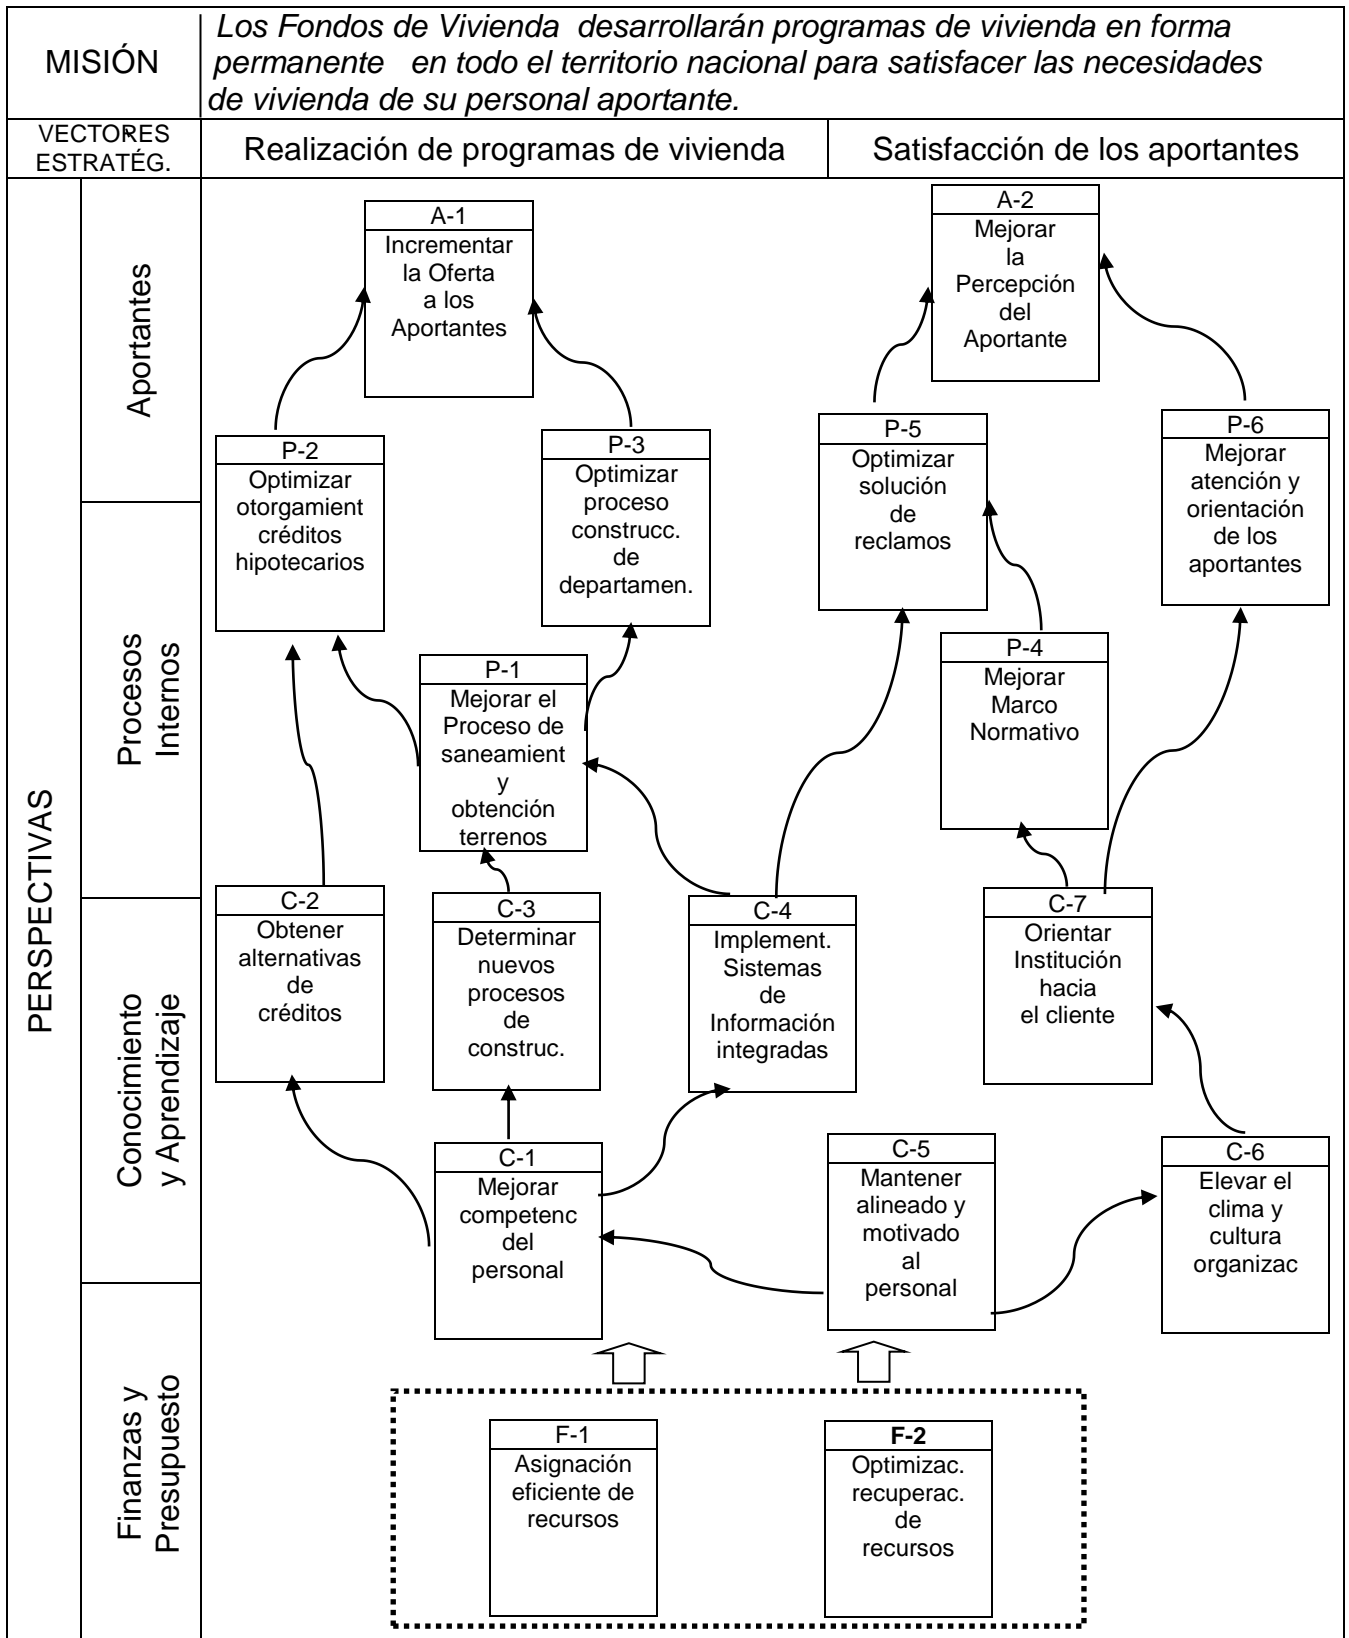 MISIÓN
Los Fondos de Vivienda desarrollarán programas de vivienda en forma
permanente en todo el territorio nacional para satisfacer las necesidades
de vivienda de su personal aportante.
VECTORES
ESTRATÉG.
Realización de programas de vivienda
Satisfacción de los aportantes
PERSPECTIVAS
Aportantes
A-1
Incrementar
la Oferta
a los
Aportantes
A-2
Mejorar
la
Percepción
del
Aportante
Procesos
Internos
P-2
Optimizar
otorgamient
créditos
hipotecarios
P-3
Optimizar
proceso
construcc.
de
departamen.
P-5
Optimizar
solución
de
reclamos
P-6
Mejorar
atención y
orientación
de los
aportantes
P-1
Mejorar el
Proceso de
saneamient
y
obtención
terrenos
P-4
Mejorar
Marco
Normativo
Conocimiento
y Aprendizaje
C-2
Obtener
alternativas
de
créditos
C-3
Determinar
nuevos
procesos
de
construc.
C-4
Implement.
Sistemas
de
Información
integradas
C-7
Orientar
Institución
hacia
el cliente
C-1
Mejorar
competenc
del
personal
C-5
Mantener
alineado y
motivado
al
personal
C-6
Elevar el
clima y
cultura
organizac
Finanzas y
Presupuesto
F-1
Asignación
eficiente de
recursos
F-2
Optimizac.
recuperac.
de
recursos